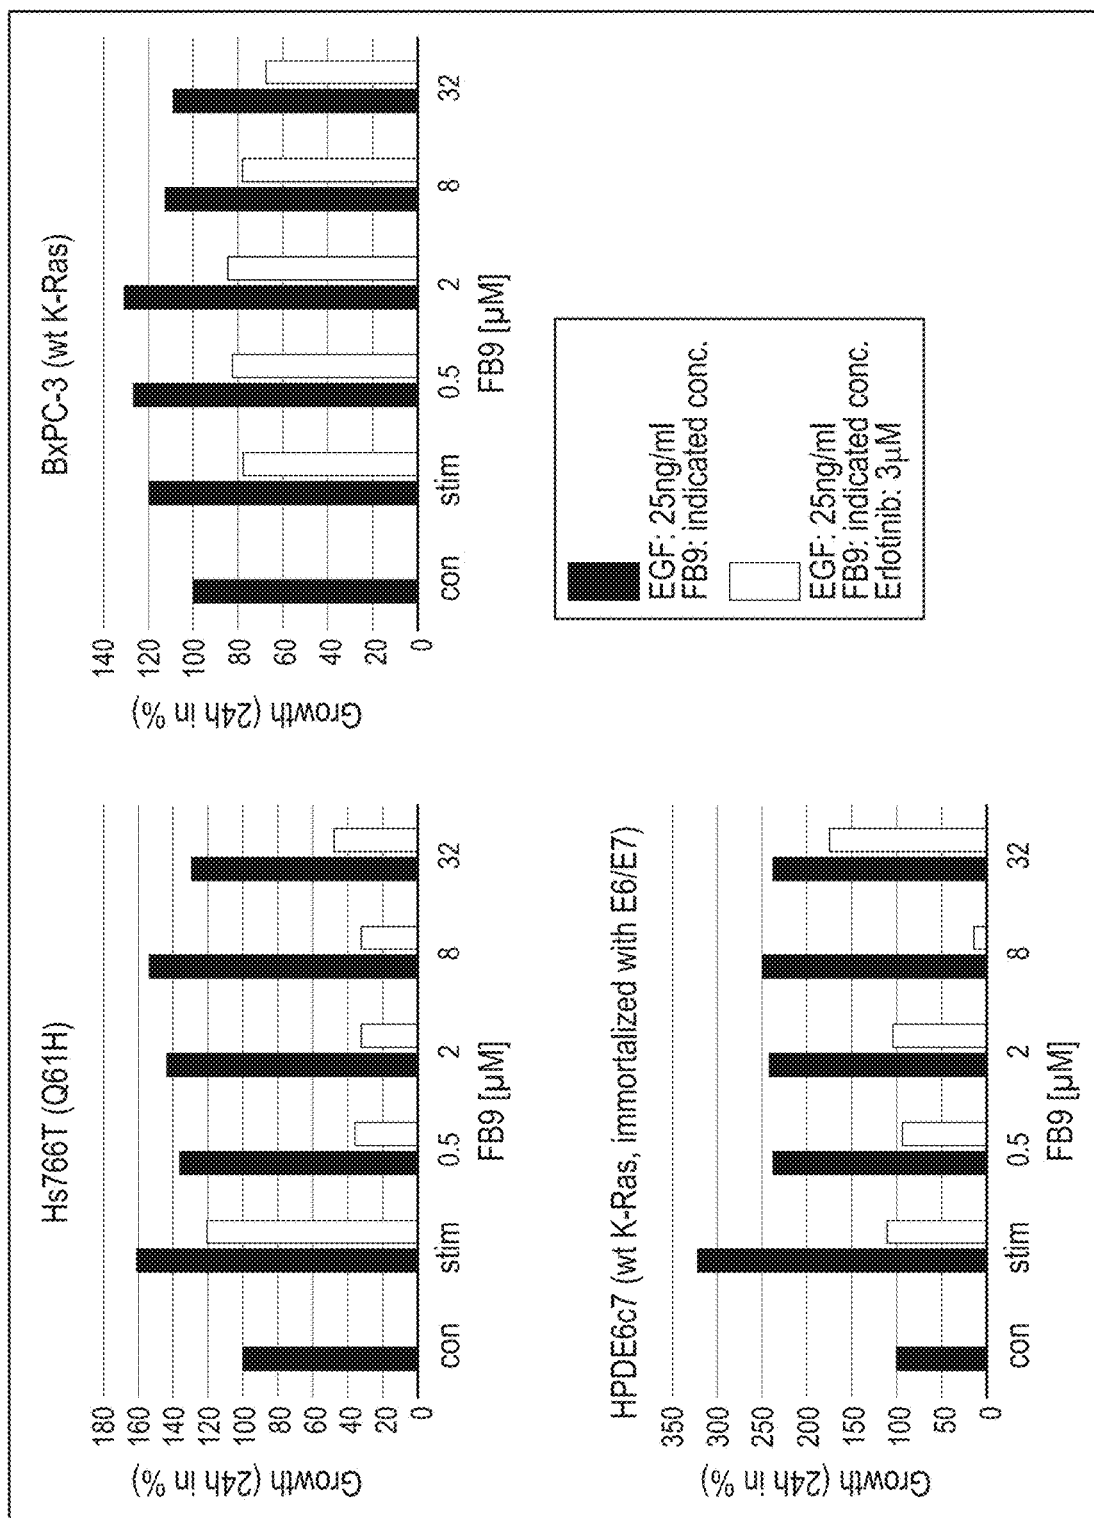 Hs766T (Q61H)
Growth (24h in %)
180
160
140
120
100
80
60
40
20
0
con stim 0.5 2 8 32
FB9 [µM]
BxPC-3 (wt K-Ras)
Growth (24h in %)
140
120
100
80
60
40
20
0
con stim 0.5 2 8 32
FB9 [µM]
HPDE6c7 (wt K-Ras, immortalized with E6/E7)
Growth (24h in %)
350
300
250
200
150
100
50
0
con stim 0.5 2 8 32
FB9 [µM]
EGF: 25ng/ml
FB9: indicated conc.
EGF: 25ng/ml
FB9: indicated conc.
Erlotinib: 3µM